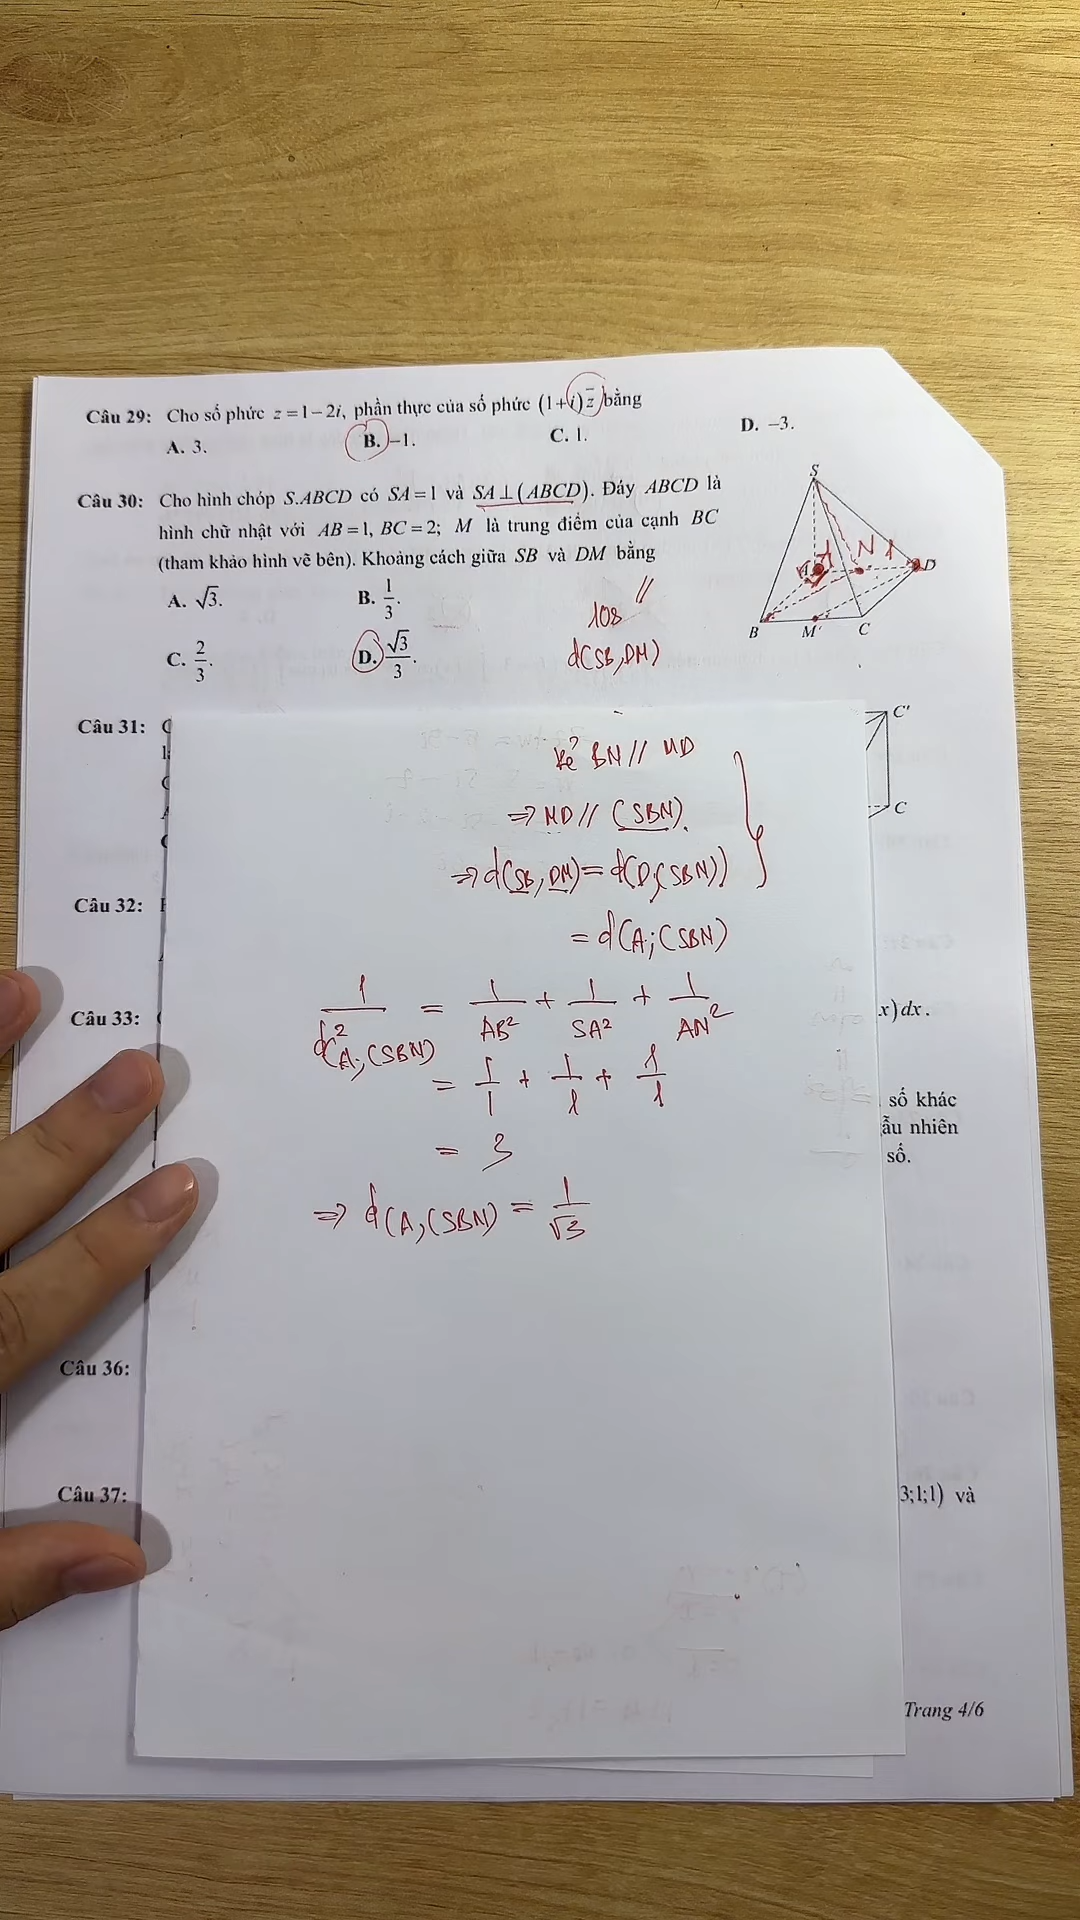 Câu 29: Cho số phức z = 1 − 2i, phần thực của số phức (1+i)z̄ bằng
A. 3. B. −1. C. 1. D. −3.
Câu 30: Cho hình chóp S.ABCD có SA = 1 và SA ⊥ (ABCD). Đáy ABCD là
hình chữ nhật với AB = 1, BC = 2; M là trung điểm của cạnh BC
(tham khảo hình vẽ bên). Khoảng cách giữa SB và DM bằng
A. √3. B. 1/3.
C. 2/3. D. √3/3.
//
d(SB,DM)
S
A N 1 D
B M C
Câu 31:
C'
C
Kẻ BN // MD
⇒ MD // (SBN).
⇒ d(SB, DM) = d(D;(SBN))
= d(A;(SBN)
Câu 32:
Câu 33:
x)dx.
1/d²(A;(SBN) = 1/AB² + 1/SA² + 1/AN²
= 1/1 + 1/1 + 1/1
= 3
⇒ d(A,(SBN) = 1/√3
số khác
ẫu nhiên
số.
Câu 36:
Câu 37:
3;1;1) và
Trang 4/6